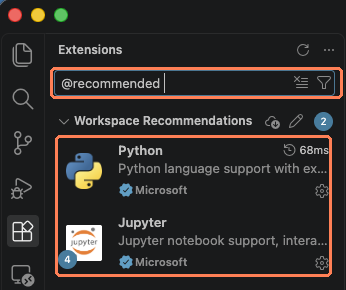 Extensions
@recommended
Workspace Recommendations 2
Python 68ms
Python language support with ex...
Microsoft
Jupyter
jupyter
Jupyter notebook support, intera...
4
Microsoft